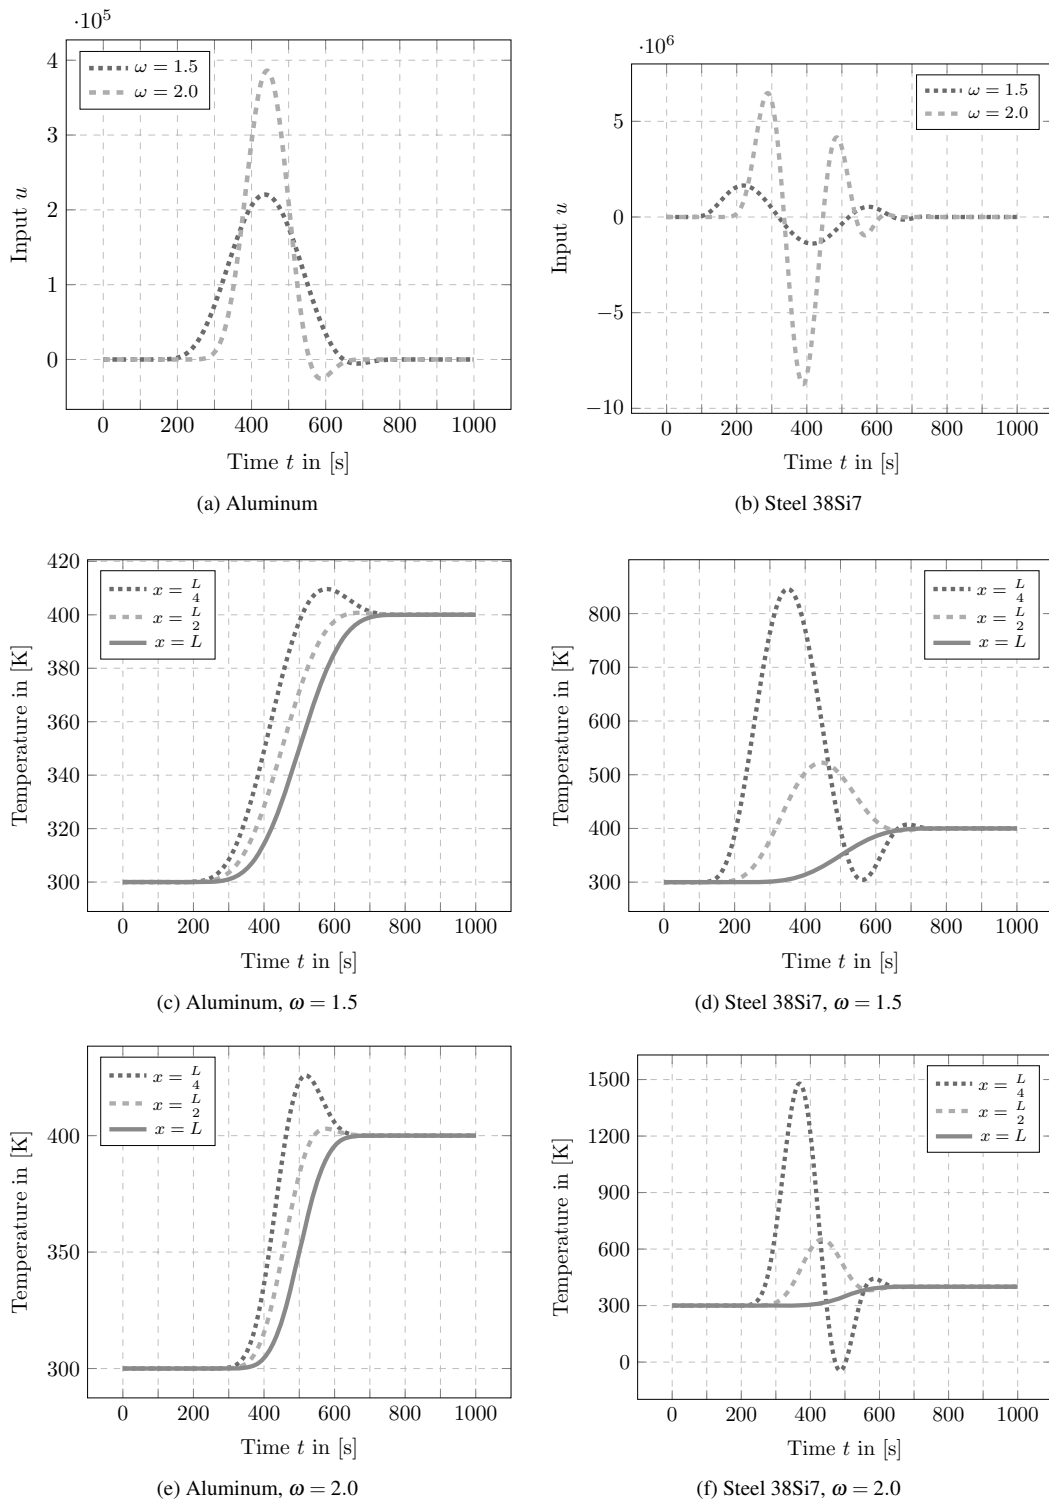 ·10⁵
4
3
2
1
0
Input u
ω = 1.5
ω = 2.0
0 200 400 600 800 1000
Time t in [s]
(a) Aluminum
·10⁶
5
0
−5
−10
Input u
ω = 1.5
ω = 2.0
0 200 400 600 800 1000
Time t in [s]
(b) Steel 38Si7
420
400
380
360
340
320
300
Temperature in [K]
x = L/4
x = L/2
x = L
0 200 400 600 800 1000
Time t in [s]
(c) Aluminum, ω = 1.5
800
700
600
500
400
300
Temperature in [K]
x = L/4
x = L/2
x = L
0 200 400 600 800 1000
Time t in [s]
(d) Steel 38Si7, ω = 1.5
400
350
300
Temperature in [K]
x = L/4
x = L/2
x = L
0 200 400 600 800 1000
Time t in [s]
(e) Aluminum, ω = 2.0
1500
1200
900
600
300
0
Temperature in [K]
x = L/4
x = L/2
x = L
0 200 400 600 800 1000
Time t in [s]
(f) Steel 38Si7, ω = 2.0